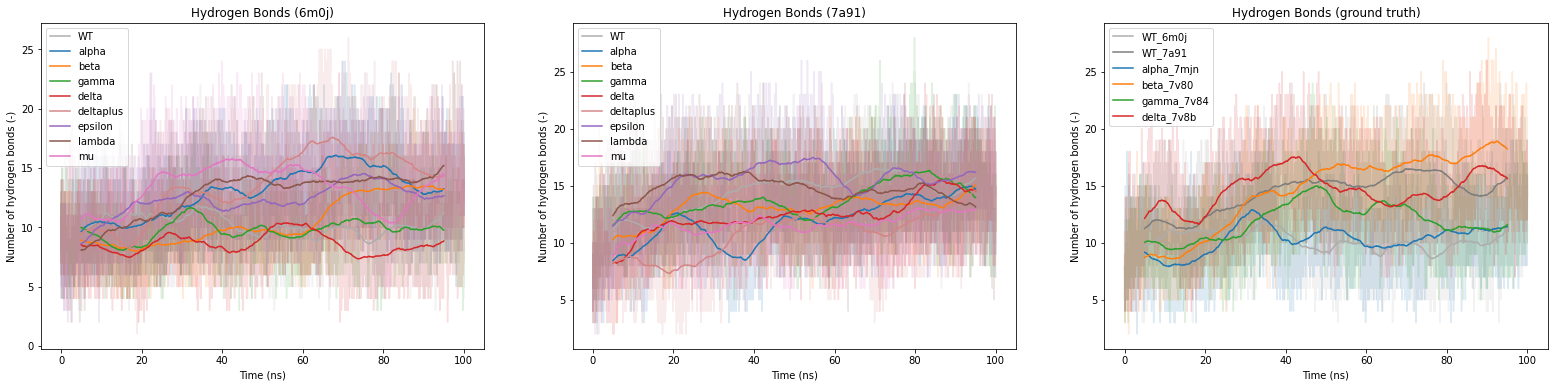 Hydrogen Bonds (6m0j)
Number of hydrogen bonds (-)
25
20
15
10
5
0
WT
alpha
beta
gamma
delta
deltaplus
epsilon
lambda
mu
0
20
40
60
80
100
Time (ns)
Hydrogen Bonds (7a91)
Number of hydrogen bonds (-)
25
20
15
10
5
WT
alpha
beta
gamma
delta
deltaplus
epsilon
lambda
mu
0
20
40
60
80
100
Time (ns)
Hydrogen Bonds (ground truth)
Number of hydrogen bonds (-)
25
20
15
10
5
WT_6m0j
WT_7a91
alpha_7mjn
beta_7v80
gamma_7v84
delta_7v8b
0
20
40
60
80
100
Time (ns)